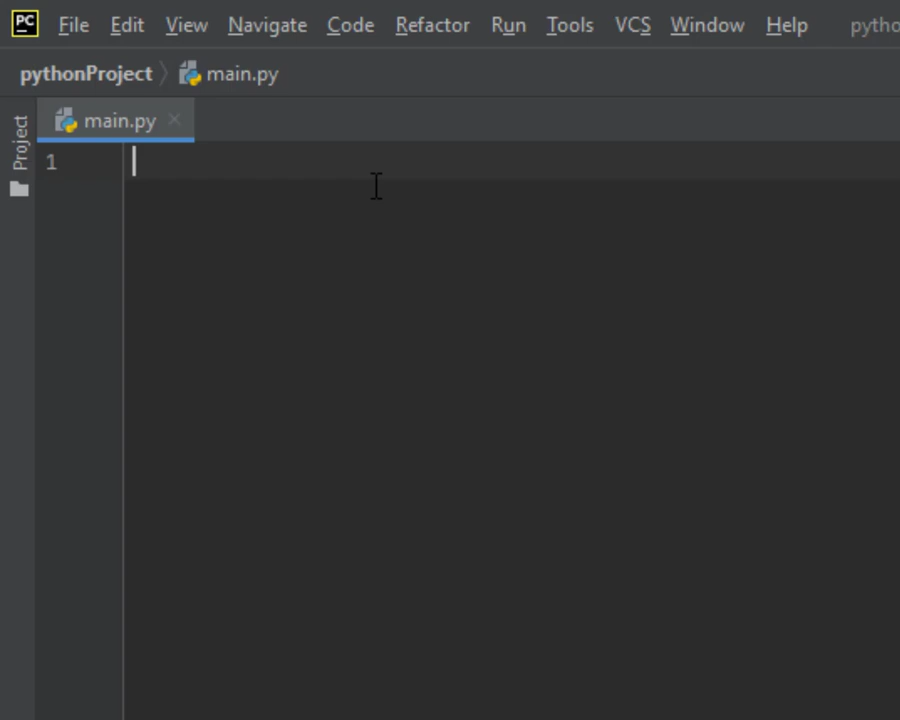 PC File Edit View Navigate Code Refactor Run Tools VCS Window Help pytho
pythonProject main.py
Project
main.py
1